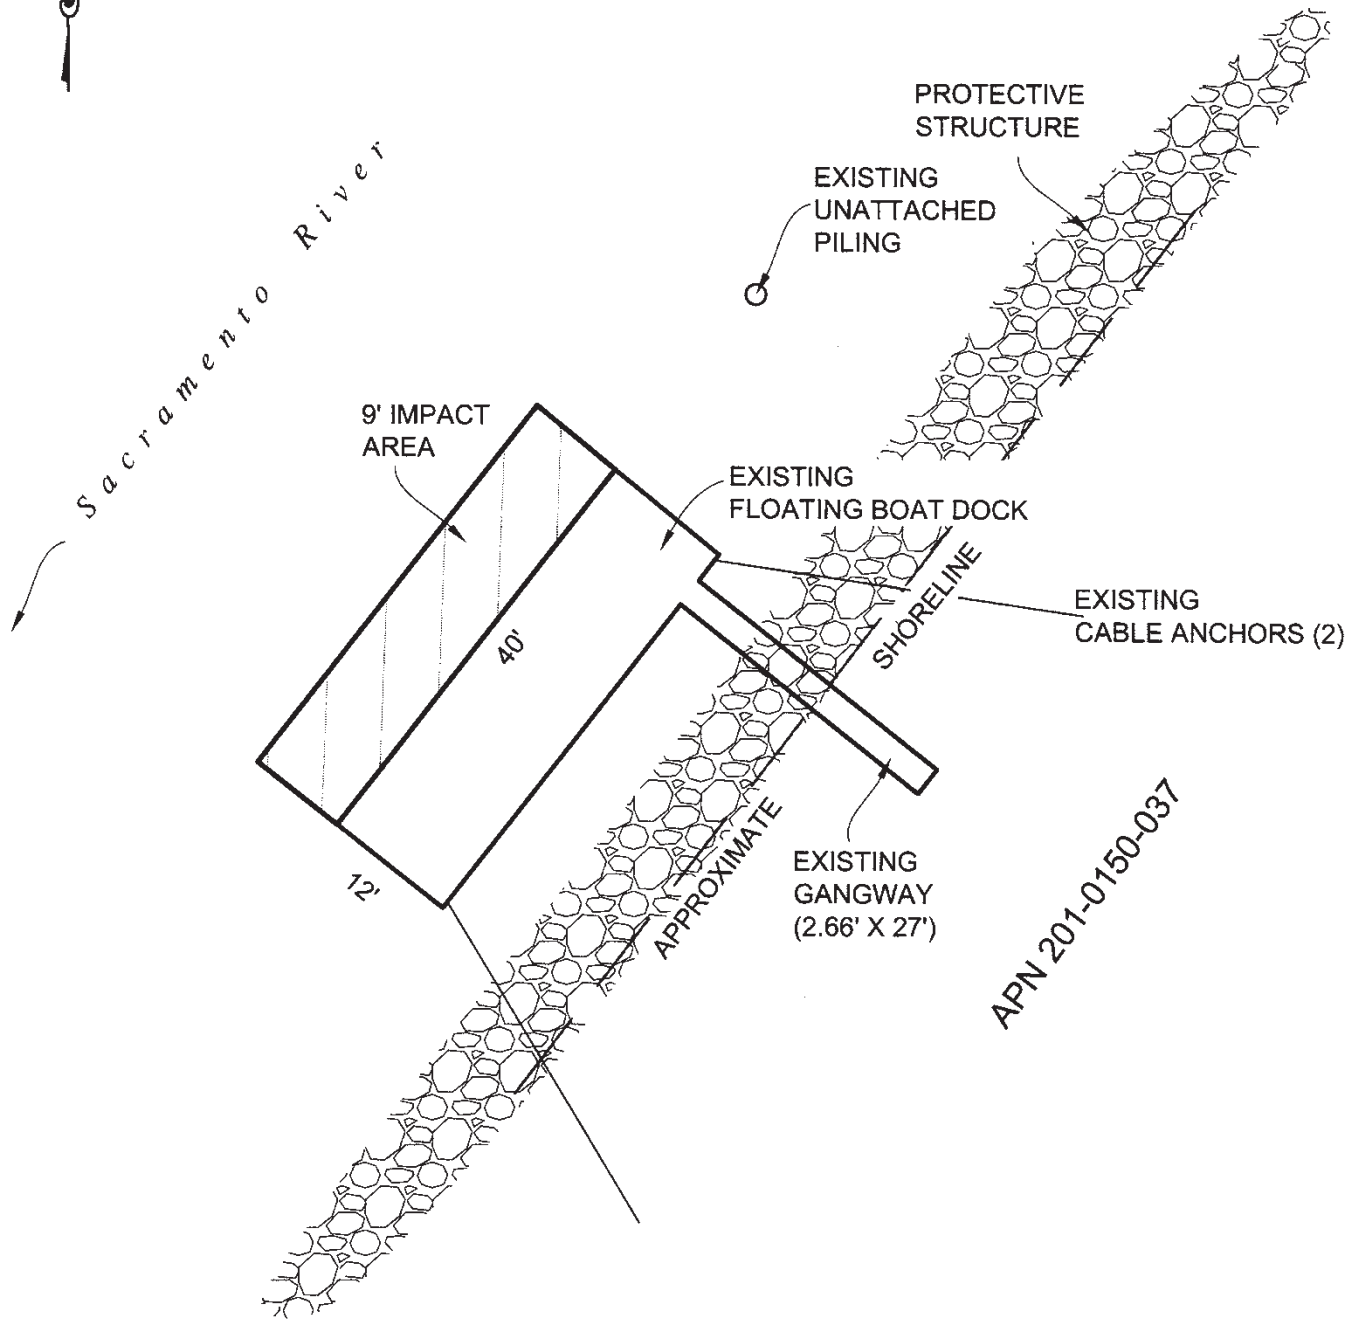 PROTECTIVE
STRUCTURE
EXISTING
UNATTACHED
PILING
Sacramento River
9' IMPACT
AREA
EXISTING
FLOATING BOAT DOCK
SHORELINE
EXISTING
CABLE ANCHORS (2)
40'
12'
APPROXIMATE
EXISTING
GANGWAY
(2.66' X 27')
APN 201-0150-037